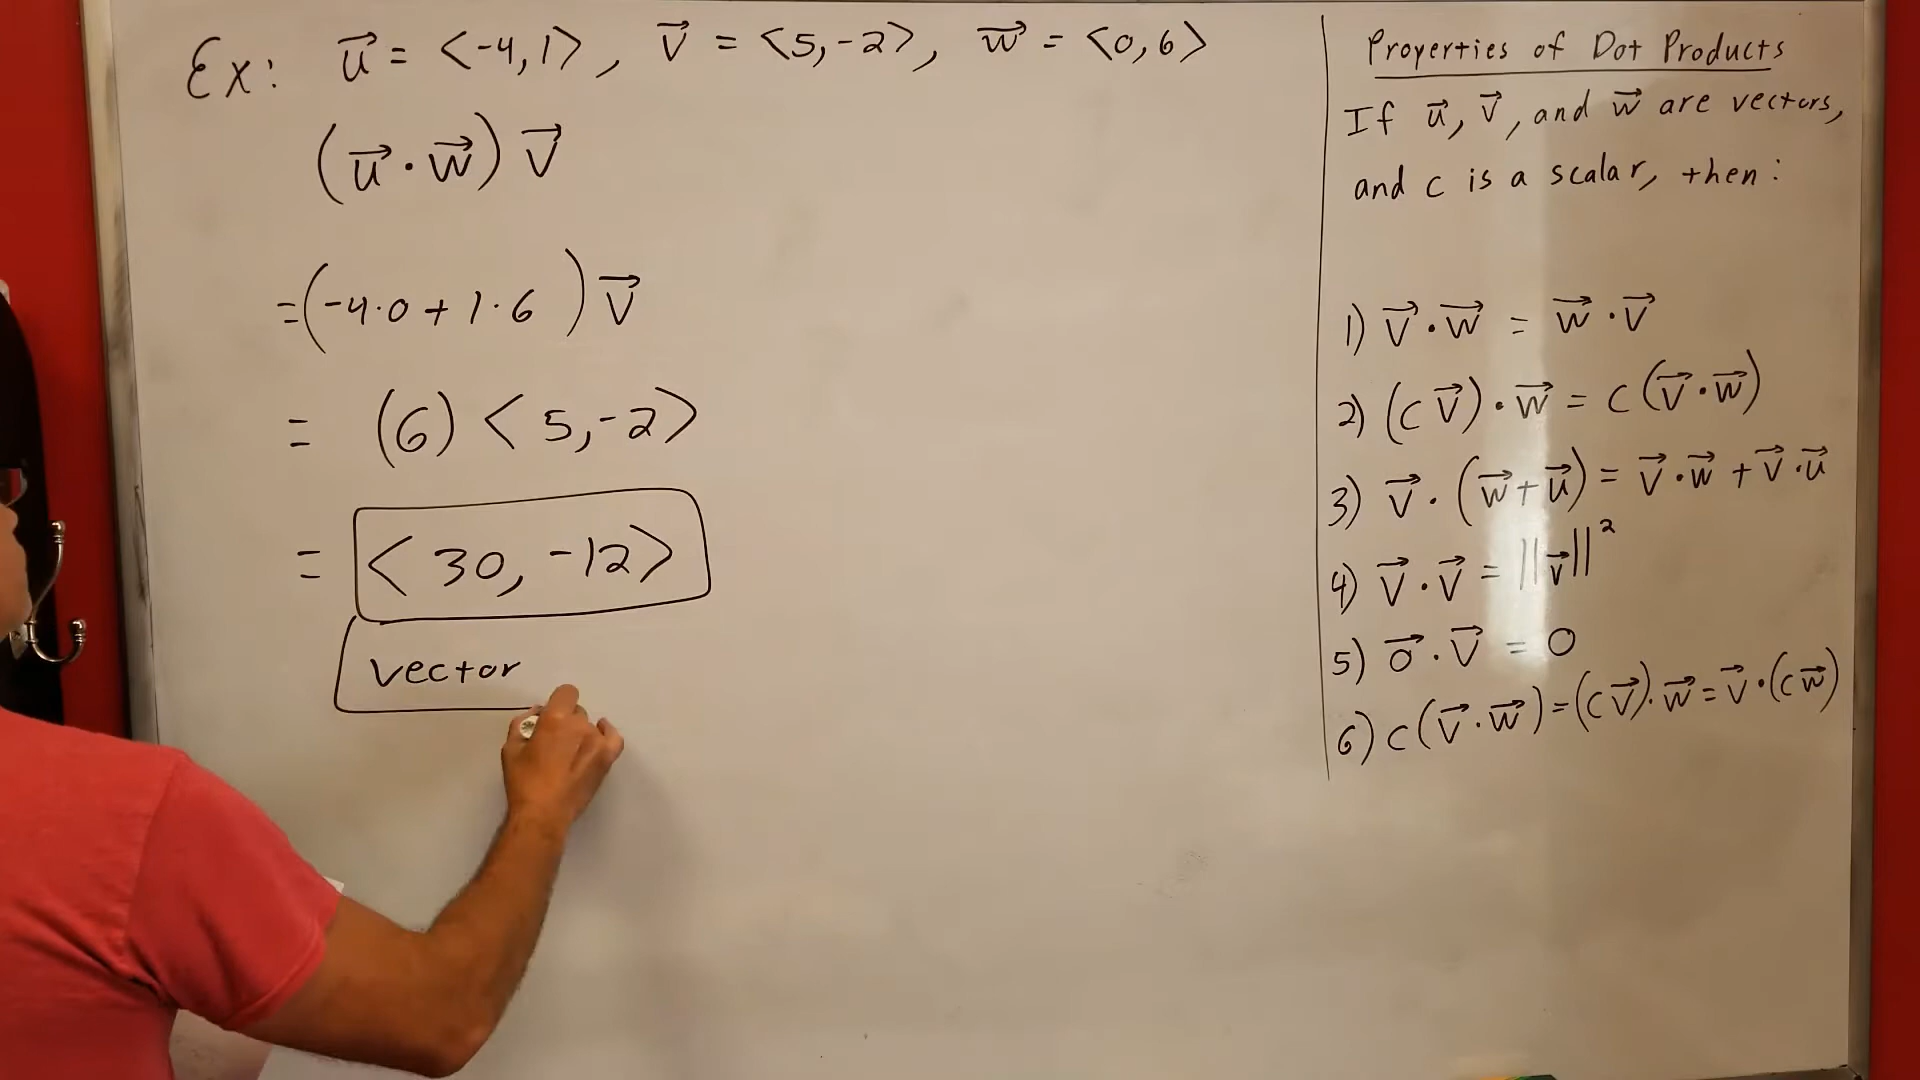 Ex: u⃗ = <-4, 1>, v⃗ = <5, -2>, w⃗ = <0, 6>
(u⃗ · w⃗) v⃗
= (-4·0 + 1·6) v⃗
= (6) <5, -2>
= <30, -12>
vector
Properties of Dot Products
If u⃗, v⃗, and w⃗ are vectors,
and c is a scalar, then:
1) v⃗ · w⃗ = w⃗ · v⃗
2) (c v⃗) · w⃗ = c (v⃗ · w⃗)
3) v⃗ · (w⃗ + u⃗) = v⃗ · w⃗ + v⃗ · u⃗
4) v⃗ · v⃗ = ||v⃗||²
5) 0⃗ · v⃗ = 0
6) c (v⃗ · w⃗) = (c v⃗) · w⃗ = v⃗ · (c w⃗)